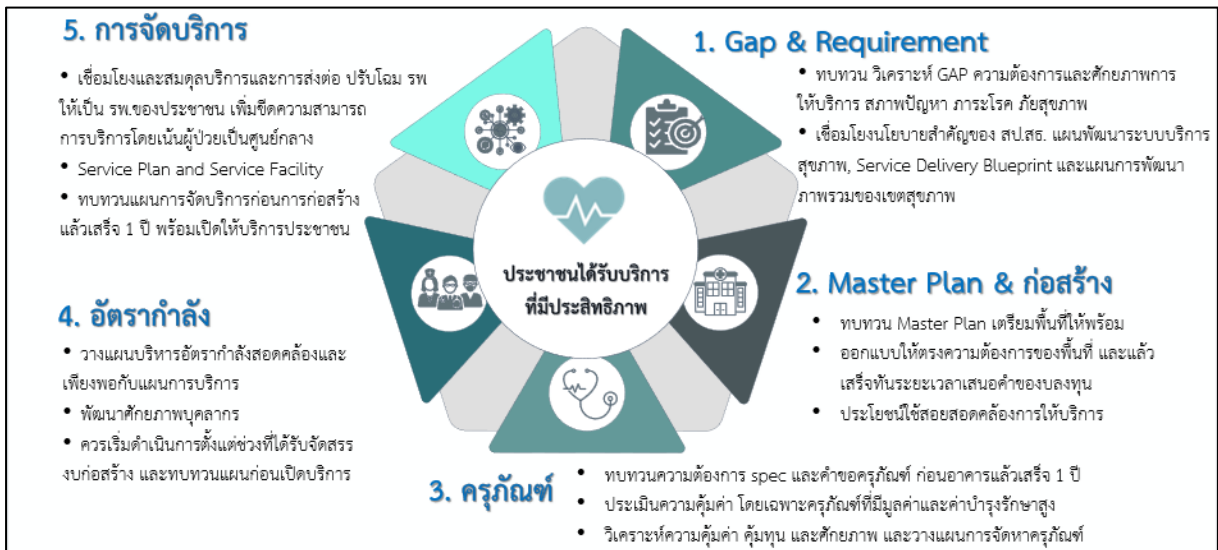 5. การจัดบริการ
• เชื่อมโยงและสมดุลบริการและการส่งต่อ ปรับโฉม รพ
ให้เป็น รพ.ของประชาชน เพิ่มขีดความสามารถ
การบริการโดยเน้นผู้ป่วยเป็นศูนย์กลาง
• Service Plan and Service Facility
• ทบทวนแผนการจัดบริการก่อนการก่อสร้าง
แล้วเสร็จ 1 ปี พร้อมเปิดให้บริการประชาชน
1. Gap & Requirement
• ทบทวน วิเคราะห์ GAP ความต้องการและศักยภาพการ
ให้บริการ สภาพปัญหา ภาระโรค ภัยสุขภาพ
• เชื่อมโยงนโยบายสำคัญของ สป.สธ. แผนพัฒนาระบบบริการ
สุขภาพ, Service Delivery Blueprint และแผนการพัฒนา
ภาพรวมของเขตสุขภาพ
ประชาชนได้รับบริการ
ที่มีประสิทธิภาพ
2. Master Plan & ก่อสร้าง
• ทบทวน Master Plan เตรียมพื้นที่ให้พร้อม
• ออกแบบให้ตรงความต้องการของพื้นที่ และแล้ว
เสร็จทันระยะเวลาเสนอคำของบลงทุน
• ประโยชน์ใช้สอยสอดคล้องการให้บริการ
4. อัตรากำลัง
• วางแผนบริหารอัตรากำลังสอดคล้องและ
เพียงพอกับแผนการบริการ
• พัฒนาศักยภาพบุคลากร
• ควรเริ่มดำเนินการตั้งแต่ช่วงที่ได้รับจัดสรร
งบก่อสร้าง และทบทวนแผนก่อนเปิดบริการ
3. ครุภัณฑ์
• ทบทวนความต้องการ spec และคำขอครุภัณฑ์ ก่อนอาคารแล้วเสร็จ 1 ปี
• ประเมินความคุ้มค่า โดยเฉพาะครุภัณฑ์ที่มีมูลค่าและค่าบำรุงรักษาสูง
• วิเคราะห์ความคุ้มค่า คุ้มทุน และศักยภาพ และวางแผนการจัดหาครุภัณฑ์